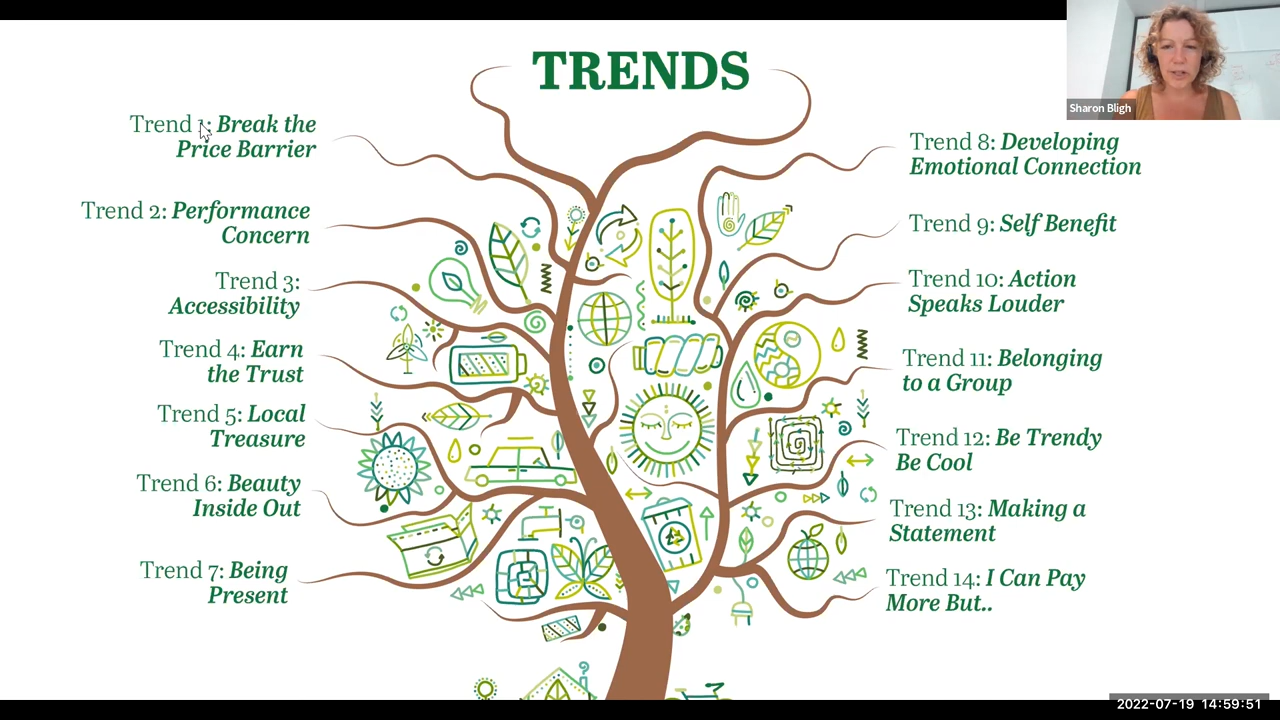 TRENDS
Trend 1: Break the
Price Barrier
Trend 2: Performance
Concern
Trend 3:
Accessibility
Trend 4: Earn
the Trust
Trend 5: Local
Treasure
Trend 6: Beauty
Inside Out
Trend 7: Being
Present
Trend 8: Developing
Emotional Connection
Trend 9: Self Benefit
Trend 10: Action
Speaks Louder
Trend 11: Belonging
to a Group
Trend 12: Be Trendy
Be Cool
Trend 13: Making a
Statement
Trend 14: I Can Pay
More But..
Sharon Bligh
2022-07-19 14:59:51